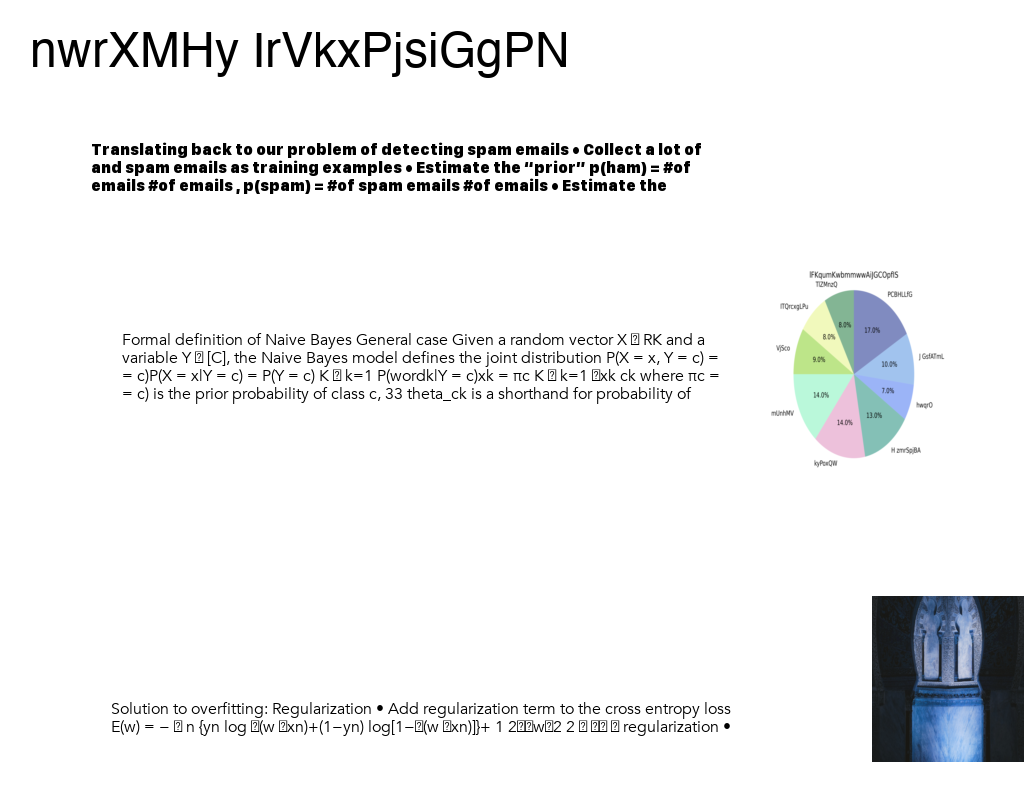 nwrXMHy IrVkxPjsiGgPN
Translating back to our problem of detecting spam emails • Collect a lot of
and spam emails as training examples • Estimate the “prior” p(ham) = #of
emails #of emails , p(spam) = #of spam emails #of emails • Estimate the
Formal definition of Naive Bayes General case Given a random vector X � RK and a
variable Y � [C], the Naive Bayes model defines the joint distribution P(X = x, Y = c) =
= c)P(X = x|Y = c) = P(Y = c) K � k=1 P(wordk|Y = c)xk = πc K � k=1 �xk ck where πc =
= c) is the prior probability of class c, 33 theta_ck is a shorthand for probability of
lFKqumKwbmmwwAiJGCOpflS
TlZMnzQ
PCBHLLfG
ITQrcxgLPu
8.0%
17.0%
8.0%
VjSco
9.0%
10.0%
J GsfATmL
7.0%
14.0%
hwqrO
mUnhMV
13.0%
14.0%
H zmrSpjBA
kyPoxQW
Solution to overfitting: Regularization • Add regularization term to the cross entropy loss
E(w) = − � n {yn log �(w �xn)+(1−yn) log[1−�(w �xn)]}+ 1 2��w�2 2 � �� � regularization •